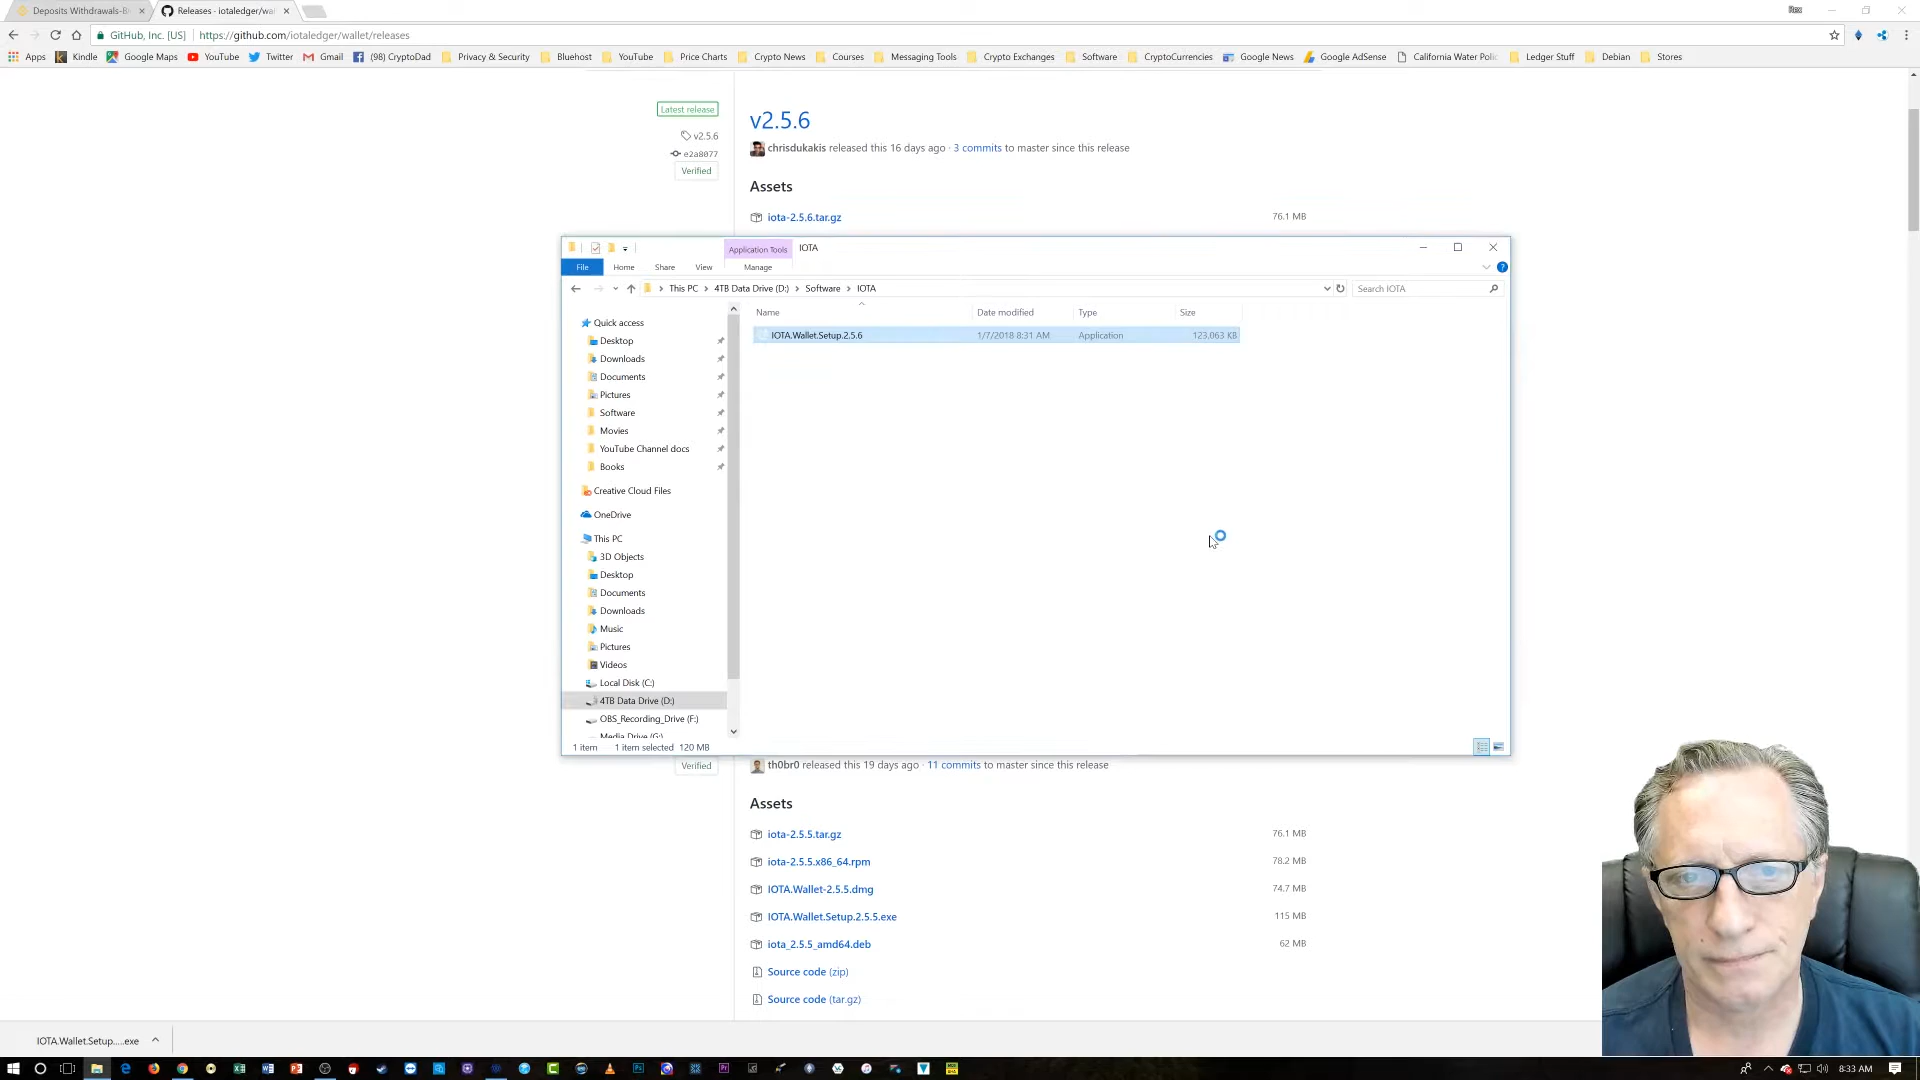 Deposits Withdrawals-B
Releases - iotaledger/wa
Rex
GitHub, Inc. [US]
https://github.com/iotaledger/wallet/releases
Apps
Kindle
Google Maps
YouTube
Twitter
Gmail
(98) CryptoDad
Privacy & Security
Bluehost
YouTube
Price Charts
Crypto News
Courses
Messaging Tools
Crypto Exchanges
Software
CryptoCurrencies
Google News
Google AdSense
California Water Polic
Ledger Stuff
Debian
Stores
Latest release
v2.5.6
v2.5.6
e2a8077
Verified
chrisdukakis released this 16 days ago · 3 commits to master since this release
Assets
iota-2.5.6.tar.gz
76.1 MB
Application Tools
IOTA
File
Home
Share
View
Manage
This PC
4TB Data Drive (D:)
Software
IOTA
Search IOTA
Name
Date modified
Type
Size
IOTA.Wallet.Setup.2.5.6
1/7/2018 8:31 AM
Application
123,063 KB
Quick access
Desktop
Downloads
Documents
Pictures
Software
Movies
YouTube Channel docs
Books
Creative Cloud Files
OneDrive
This PC
3D Objects
Desktop
Documents
Downloads
Music
Pictures
Videos
Local Disk (C:)
4TB Data Drive (D:)
OBS_Recording_Drive (F:)
Media Drive (G:)
1 item
1 item selected 120 MB
Verified
th0br0 released this 19 days ago · 11 commits to master since this release
Assets
iota-2.5.5.tar.gz
76.1 MB
iota-2.5.5.x86_64.rpm
78.2 MB
IOTA.Wallet-2.5.5.dmg
74.7 MB
IOTA.Wallet.Setup.2.5.5.exe
115 MB
iota_2.5.5_amd64.deb
62 MB
Source code (zip)
Source code (tar.gz)
IOTA.Wallet.Setup.....exe
8:33 AM